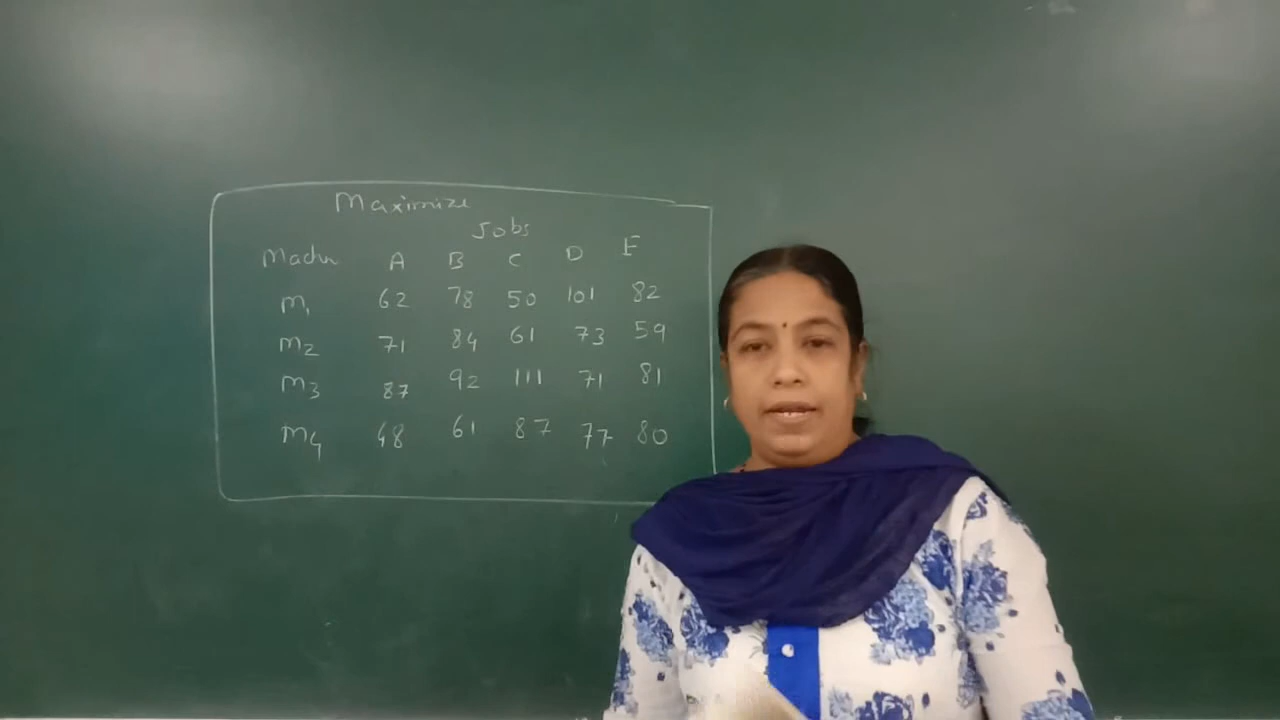 Maximize
Jobs
Machn A B C D E
M1 62 78 50 101 82
M2 71 84 61 73 59
M3 87 92 111 71 81
M4 48 61 87 77 80